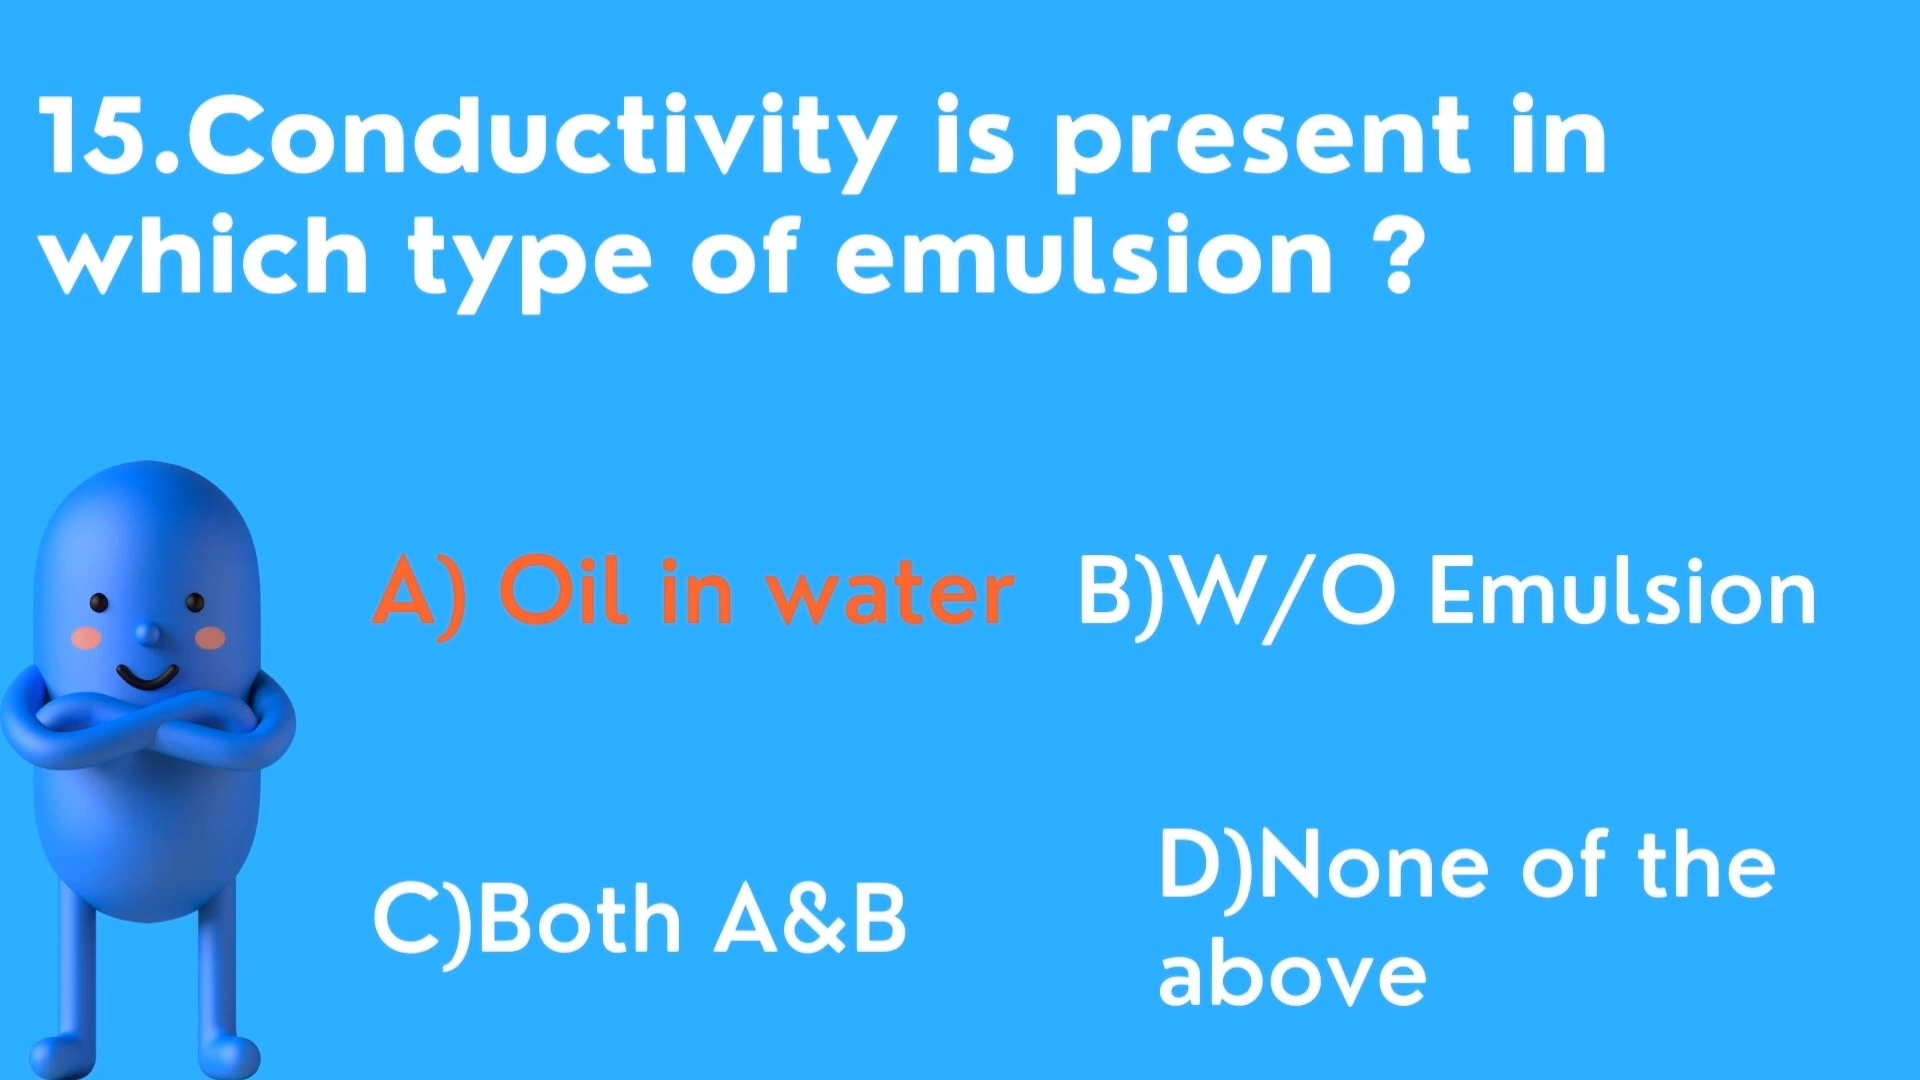 15.Conductivity is present in
which type of emulsion ?
A) Oil in water
B)W/O Emulsion
C)Both A&B
D)None of the
above